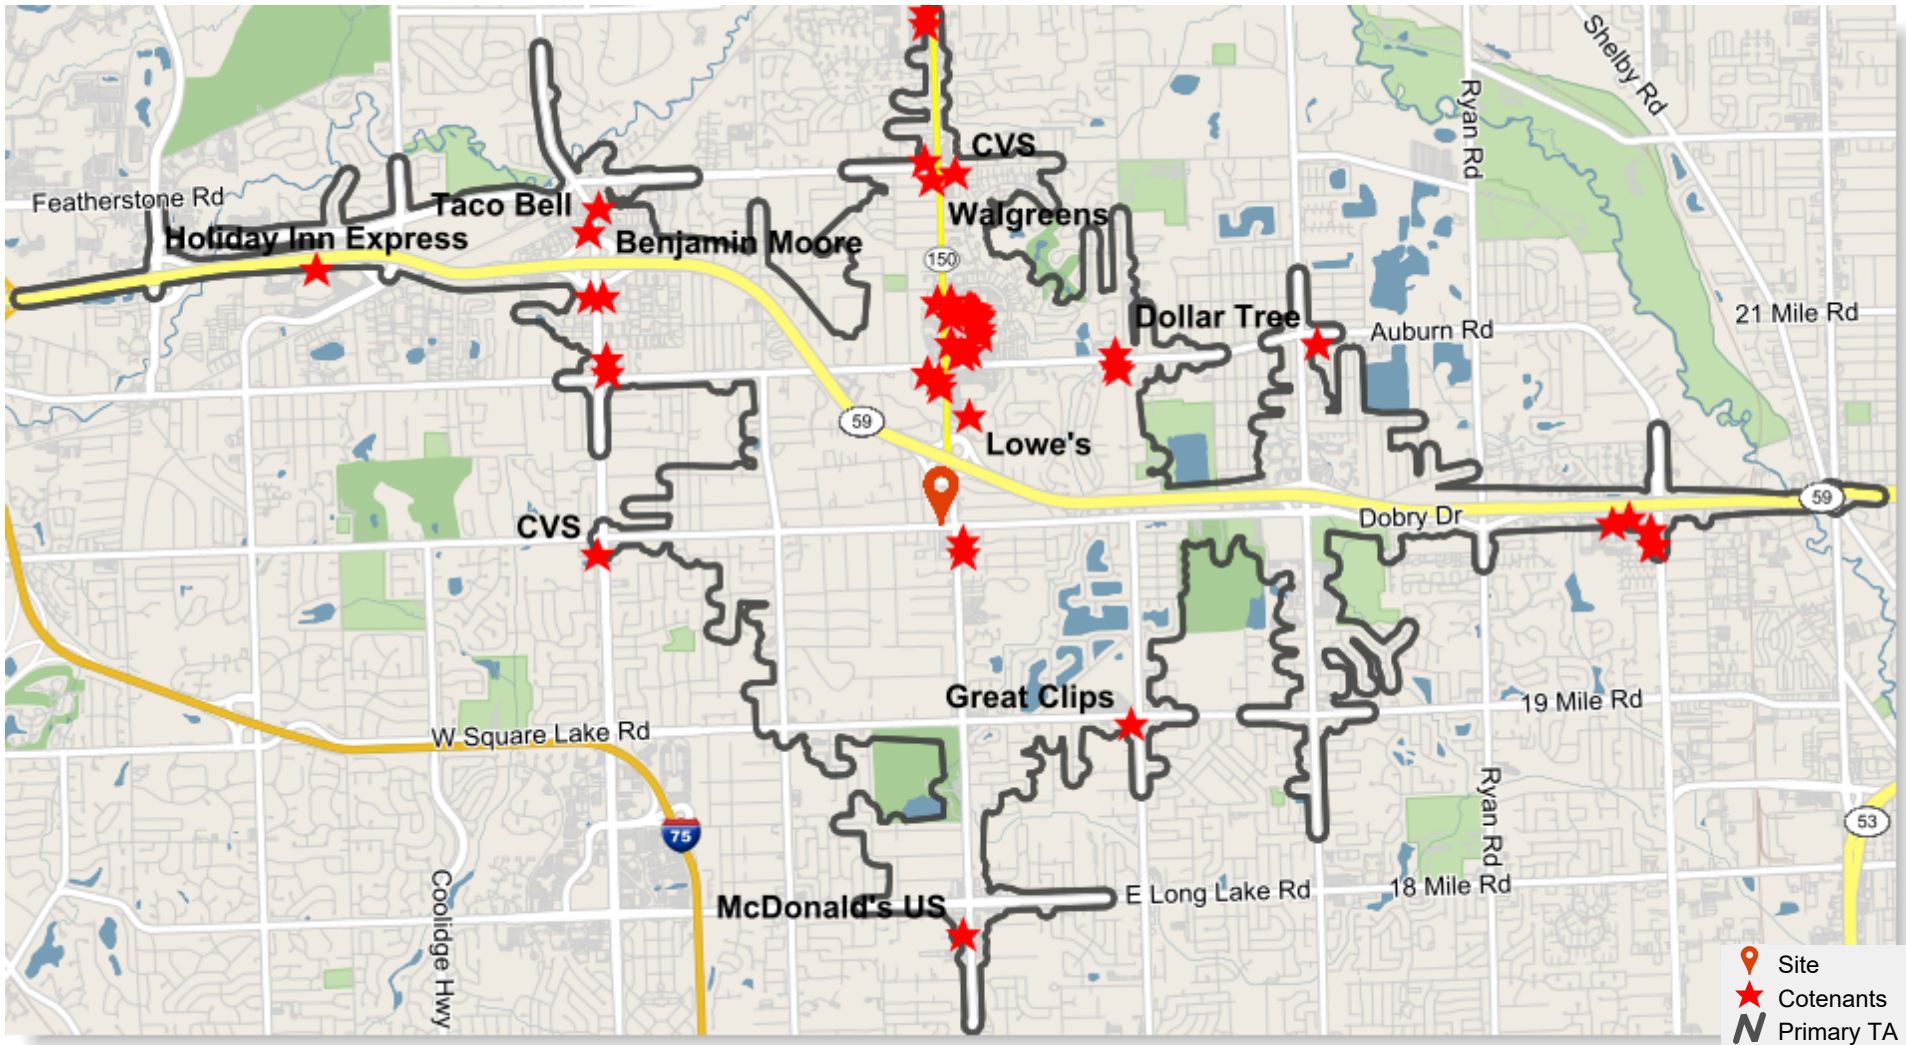 Shelby Rd
Ryan Rd
CVS
Featherstone Rd
Taco Bell
Walgreens
Holiday Inn Express
Benjamin Moore
150
21 Mile Rd
Dollar Tree
Auburn Rd
59
Lowe's
59
Dobry Dr
CVS
Great Clips
19 Mile Rd
W Square Lake Rd
Ryan Rd
75
53
Coolidge Hwy
E Long Lake Rd
18 Mile Rd
McDonald's US
Site
Cotenants
Primary TA